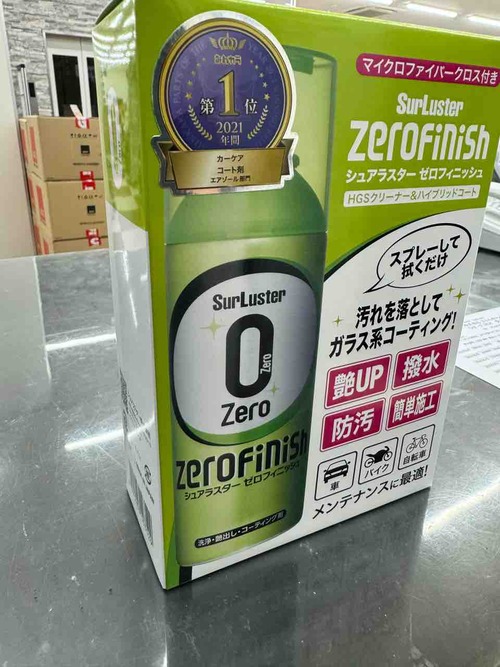 みんカラ
第1位
2021
年間
カーケア
コート剤
エアゾール部門
マイクロファイバークロス付き
SurLuster
ZEROFiNiSH
シュアラスター ゼロフィニッシュ
HGSクリーナー&ハイブリッドコート
スプレーして
拭くだけ
汚れを落として
ガラス系コーティング!
艶UP
撥水
防汚
簡単施工
車
バイク
自転車
メンテナンスに最適!
SurLuster
0
Zero
Zero
ZEROFiNiSH
シュアラスター ゼロフィニッシュ
洗浄・艶出し・コーティング剤